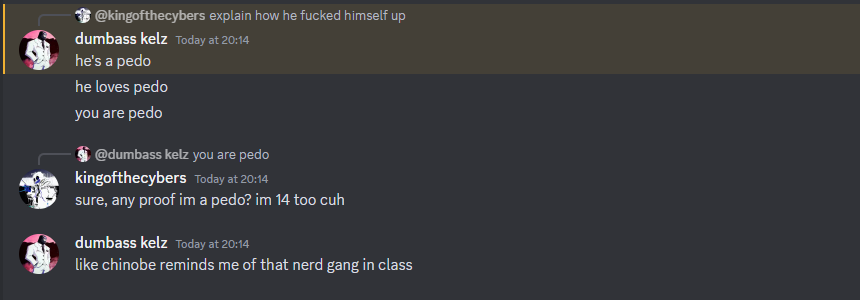 @kingofthecybers explain how he fucked himself up
dumbass kelz Today at 20:14
he's a pedo
he loves pedo
you are pedo
@dumbass kelz you are pedo
kingofthecybers Today at 20:14
sure, any proof im a pedo? im 14 too cuh
dumbass kelz Today at 20:14
like chinobe reminds me of that nerd gang in class